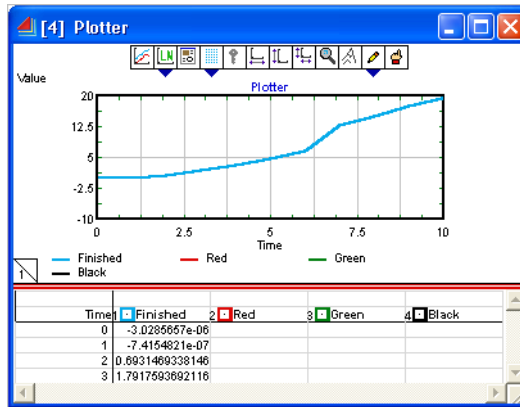 [4] Plotter
LN
Value
Plotter
20
12.5
5
-2.5
-10
0 2.5 5 7.5 10
Time
Finished Red Green
Black
1
Time 1 Finished 2 Red 3 Green 4 Black
0 -3.0285657e-06
1 -7.4154821e-07
2 0.6931469338146
3 1.7917593692116